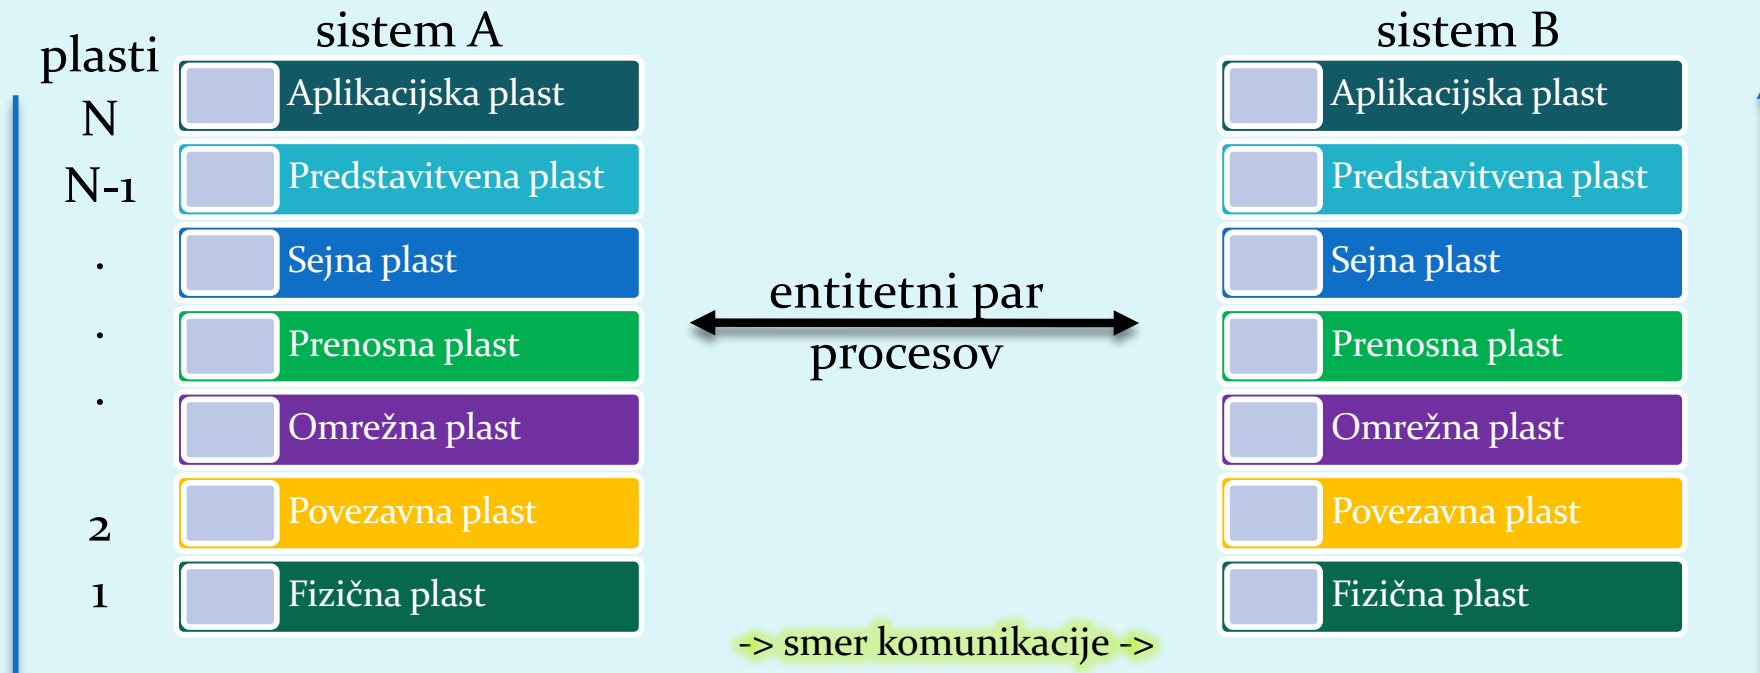 sistem A
sistem B
plasti
N
N-1
.
.
.
2
1
Aplikacijska plast
Predstavitvena plast
Sejna plast
Prenosna plast
Omrežna plast
Povezavna plast
Fizična plast
entitetni par
procesov
-> smer komunikacije ->
Aplikacijska plast
Predstavitvena plast
Sejna plast
Prenosna plast
Omrežna plast
Povezavna plast
Fizična plast